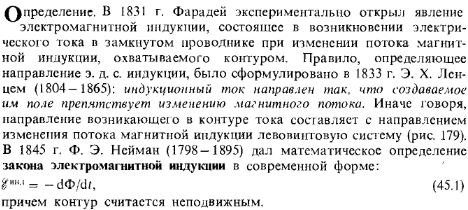 Определение. В 1831 г. Фарадей экспериментально открыл явление
электромагнитной индукции, состоящее в возникновении электри-
ческого тока в замкнутом проводнике при изменении потока магнит-
ной индукции, охватываемого контуром. Правило, определяющее
направление э. д. с. индукции, было сформулировано в 1833 г. Э. Х. Лен-
цем (1804–1865): индукционный ток направлен так, что создаваемое
им поле препятствует изменению магнитного потока. Иначе говоря,
направление возникающего в контуре тока составляет с направлением
изменения потока магнитной индукции левовинтовую систему (рис. 179).
В 1845 г. Ф. Э. Нейман (1798–1895) дал математическое определение
закона электромагнитной индукции в современной форме:
ℰ^инд = − dФ/dt, (45.1)
причем контур считается неподвижным.